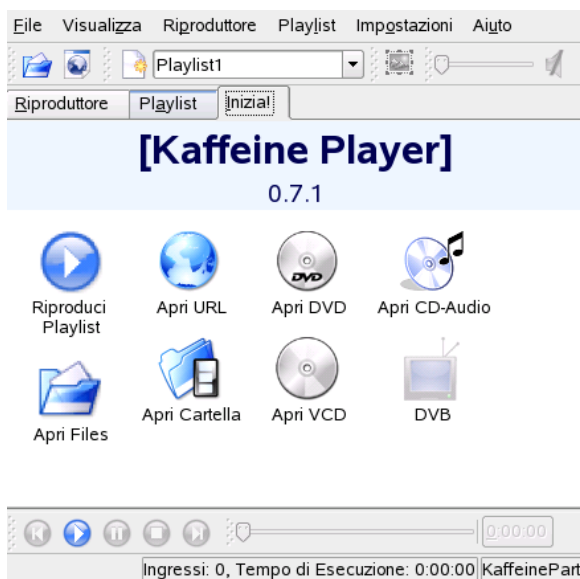 File Visualizza Riproduttore Playlist Impostazioni Aiuto
Playlist1
Riproduttore Playlist Inizia!
[Kaffeine Player]
0.7.1
Riproduci Playlist
Apri URL
DVD
Apri DVD
Apri CD-Audio
Apri Files
Apri Cartella
Apri VCD
DVB
0:00:00
Ingressi: 0, Tempo di Esecuzione: 0:00:00 KaffeinePart